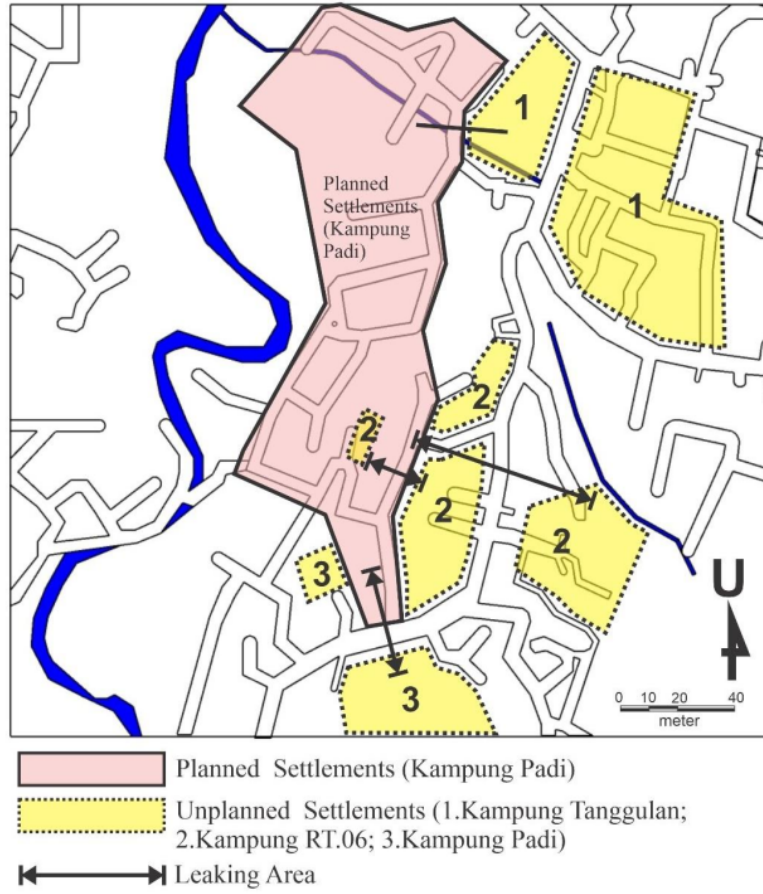 1
Planned
Settlements
(Kampung
Padi)
1
2
2
2
2
3
3
U
0 10 20 40
meter
Planned Settlements (Kampung Padi)
Unplanned Settlements (1.Kampung Tanggulan;
2.Kampung RT.06; 3.Kampung Padi)
Leaking Area